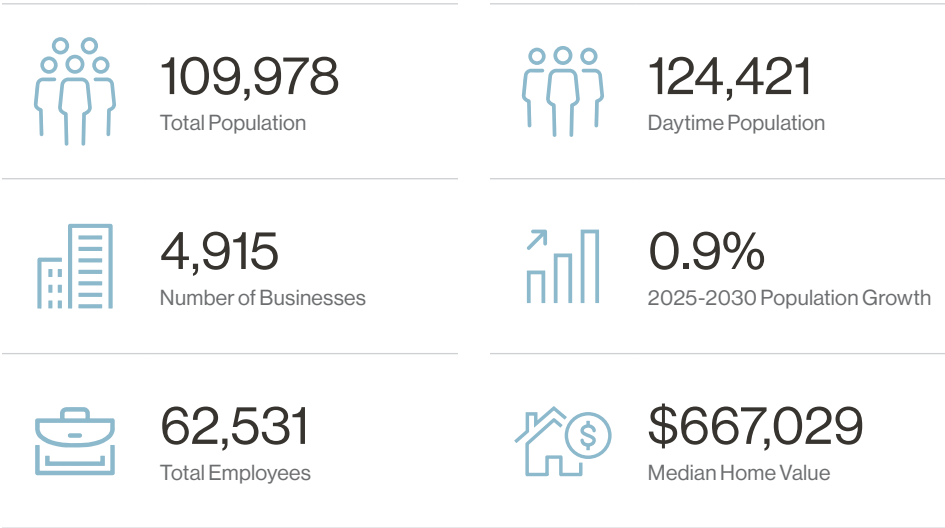 109,978
Total Population
124,421
Daytime Population
4,915
Number of Businesses
0.9%
2025-2030 Population Growth
62,531
Total Employees
$667,029
Median Home Value